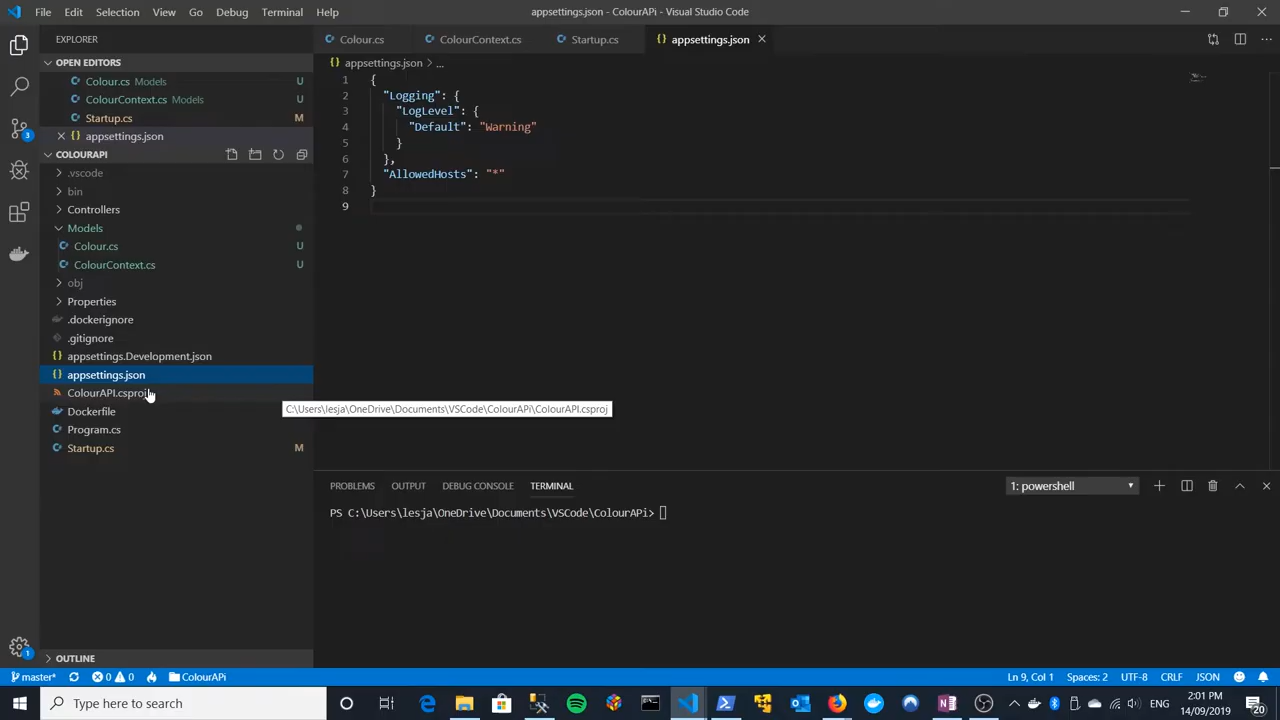 File Edit Selection View Go Debug Terminal Help
appsettings.json - ColourAPi - Visual Studio Code
EXPLORER
OPEN EDITORS
Colour.cs Models U
ColourContext.cs Models U
Startup.cs M
appsettings.json
COLOURAPI
.vscode
bin
Controllers
Models
Colour.cs U
ColourContext.cs U
obj
Properties
.dockerignore
.gitignore
appsettings.Development.json
appsettings.json
ColourAPI.csproj
Dockerfile
Program.cs
Startup.cs M
OUTLINE
3
1
Colour.cs ColourContext.cs Startup.cs appsettings.json
appsettings.json > ...
1 {
2 "Logging": {
3 "LogLevel": {
4 "Default": "Warning"
5 }
6 },
7 "AllowedHosts": "*"
8 }
9
C:\Users\lesja\OneDrive\Documents\VSCode\ColourAPi\ColourAPI.csproj
PROBLEMS OUTPUT DEBUG CONSOLE TERMINAL 1: powershell
PS C:\Users\lesja\OneDrive\Documents\VSCode\ColourAPi>
master* 0 0 ColourAPi Ln 9, Col 1 Spaces: 2 UTF-8 CRLF JSON
Type here to search
ENG
2:01 PM
14/09/2019
20